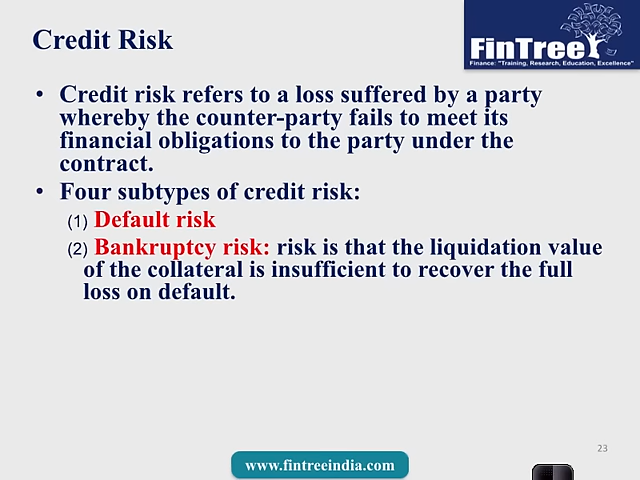 Credit Risk
FinTree
Finance: "Training, Research, Education, Excellence"
• Credit risk refers to a loss suffered by a party
whereby the counter-party fails to meet its
financial obligations to the party under the
contract.
• Four subtypes of credit risk:
(1) Default risk
(2) Bankruptcy risk: risk is that the liquidation value
of the collateral is insufficient to recover the full
loss on default.
23
www.fintreeindia.com